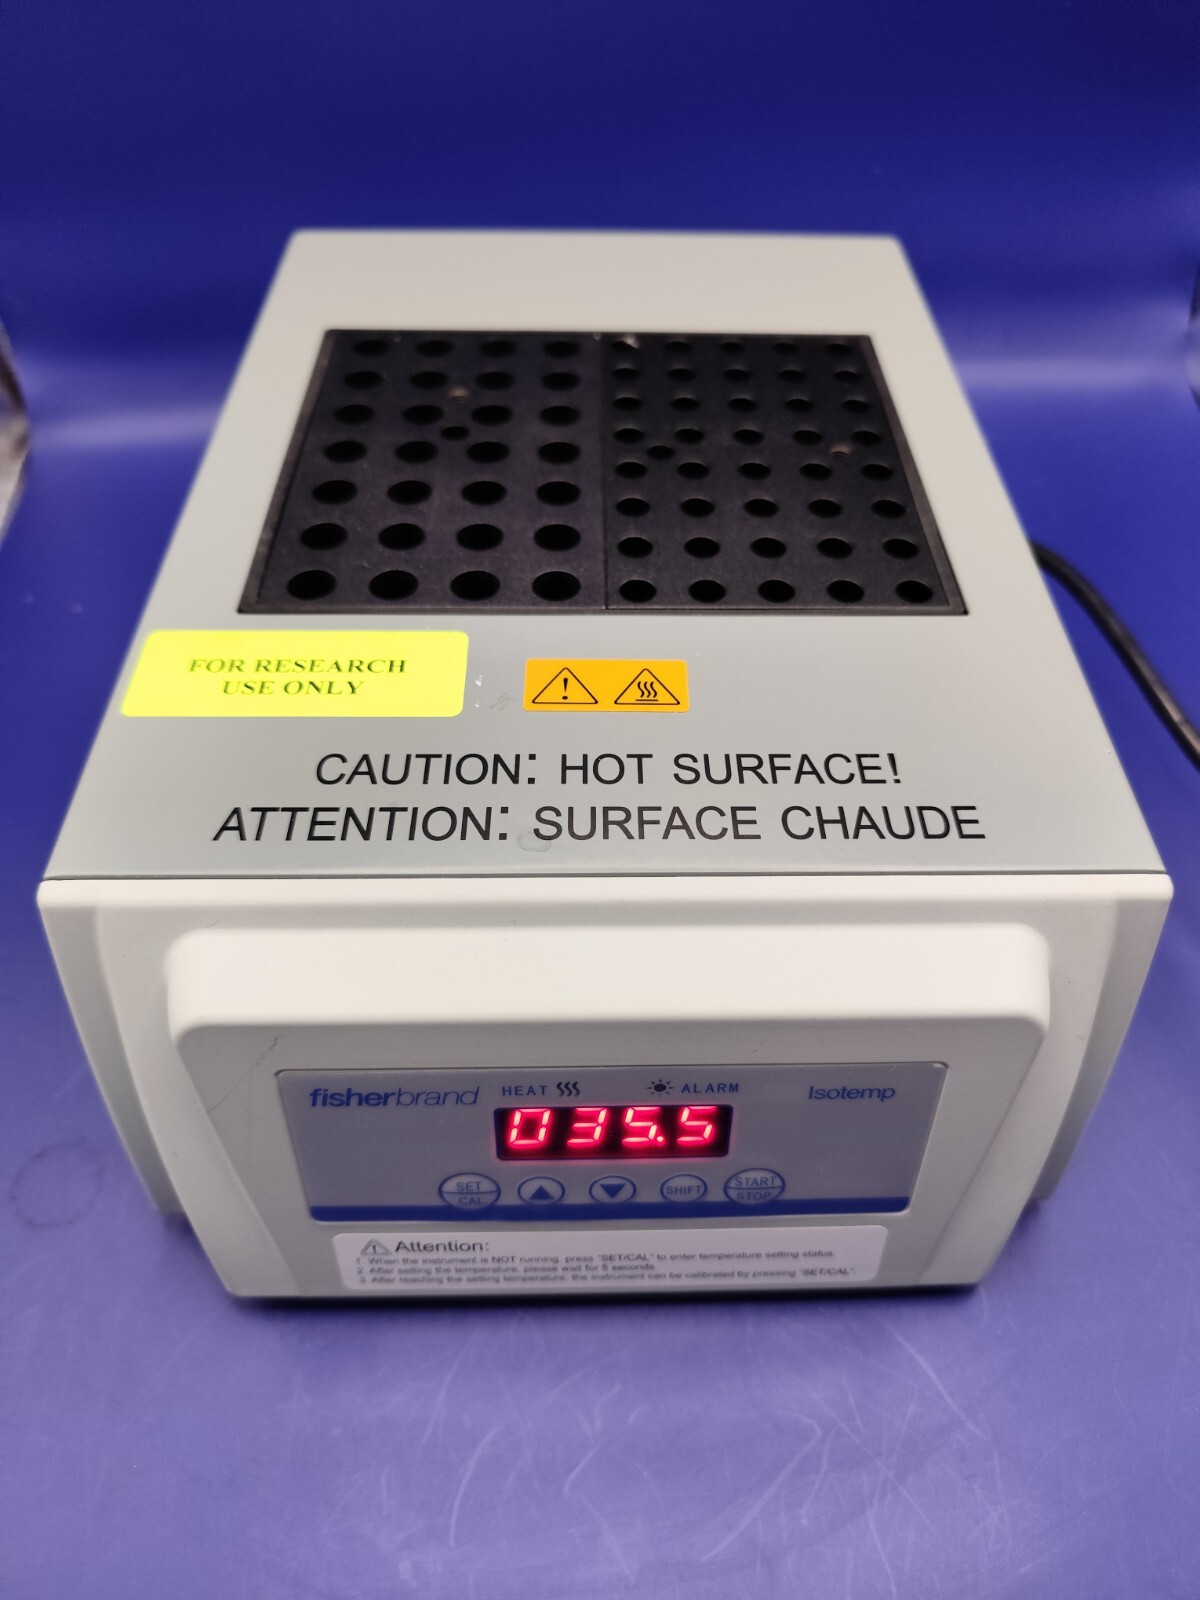 FOR RESEARCH
USE ONLY
CAUTION: HOT SURFACE!
ATTENTION: SURFACE CHAUDE
fisherbrand HEAT ALARM Isotemp
035.5
SET CAL SHIFT START STOP
Attention:
1. When the instrument is NOT running, press "SET/CAL" to enter temperature setting status.
2. After setting the temperature, please wait for 5 seconds.
3. After reaching the setting temperature, the instrument can be calibrated by pressing "SET/CAL".